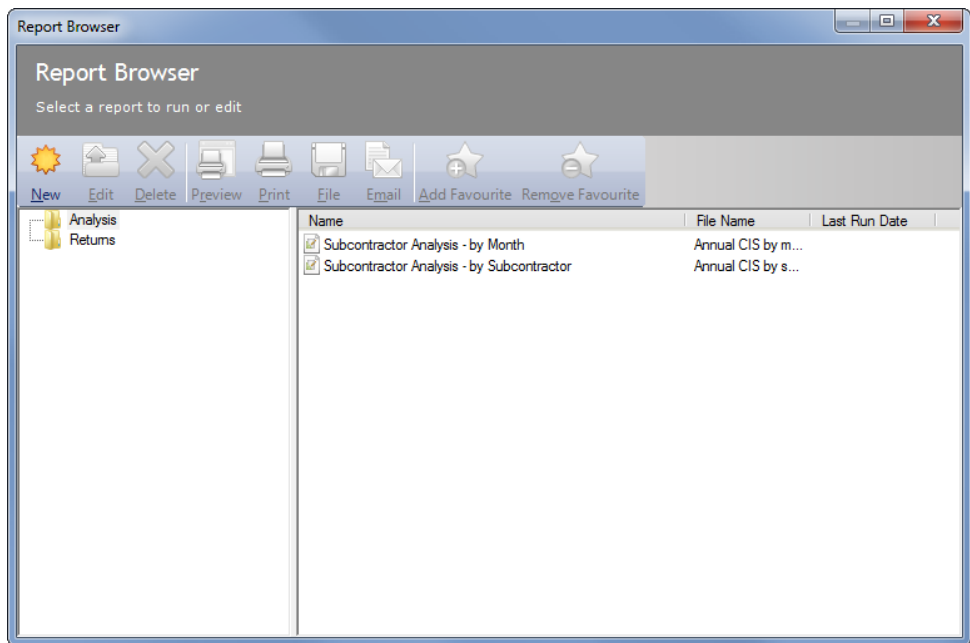 Report Browser
Report Browser
Select a report to run or edit
New Edit Delete Preview Print File Email Add Favourite Remove Favourite
Analysis
Returns
Name File Name Last Run Date
Subcontractor Analysis - by Month Annual CIS by m...
Subcontractor Analysis - by Subcontractor Annual CIS by s...